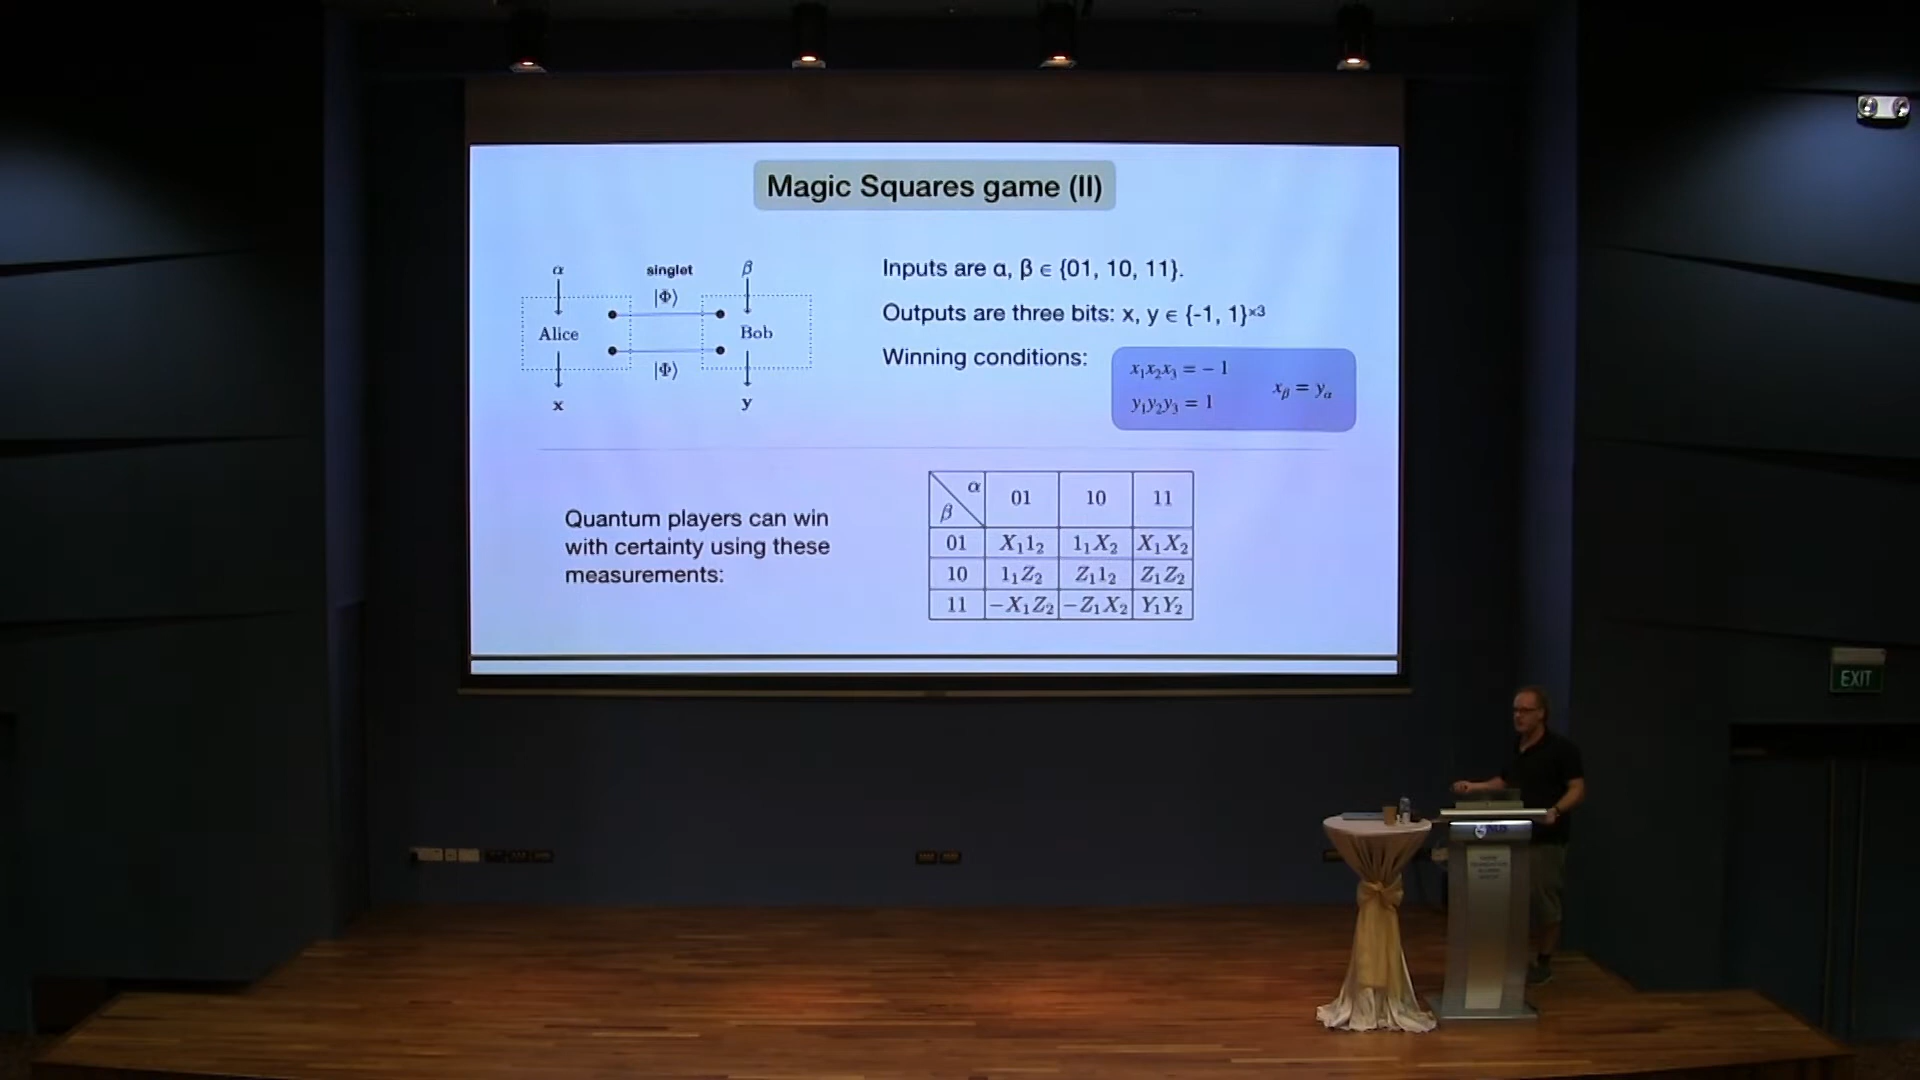 Magic Squares game (II)
α
singlet
β
|Φ⟩
Alice
Bob
|Φ⟩
x
y
Inputs are α, β ∈ {01, 10, 11}.
Outputs are three bits: x, y ∈ {-1, 1}×3
Winning conditions:
x₁x₂x₃ = − 1
y₁y₂y₃ = 1
xᵦ = yα
Quantum players can win
with certainty using these
measurements:
α
β
01 10 11
01 X₁1₂ 1₁X₂ X₁X₂
10 1₁Z₂ Z₁1₂ Z₁Z₂
11 −X₁Z₂ −Z₁X₂ Y₁Y₂
EXIT